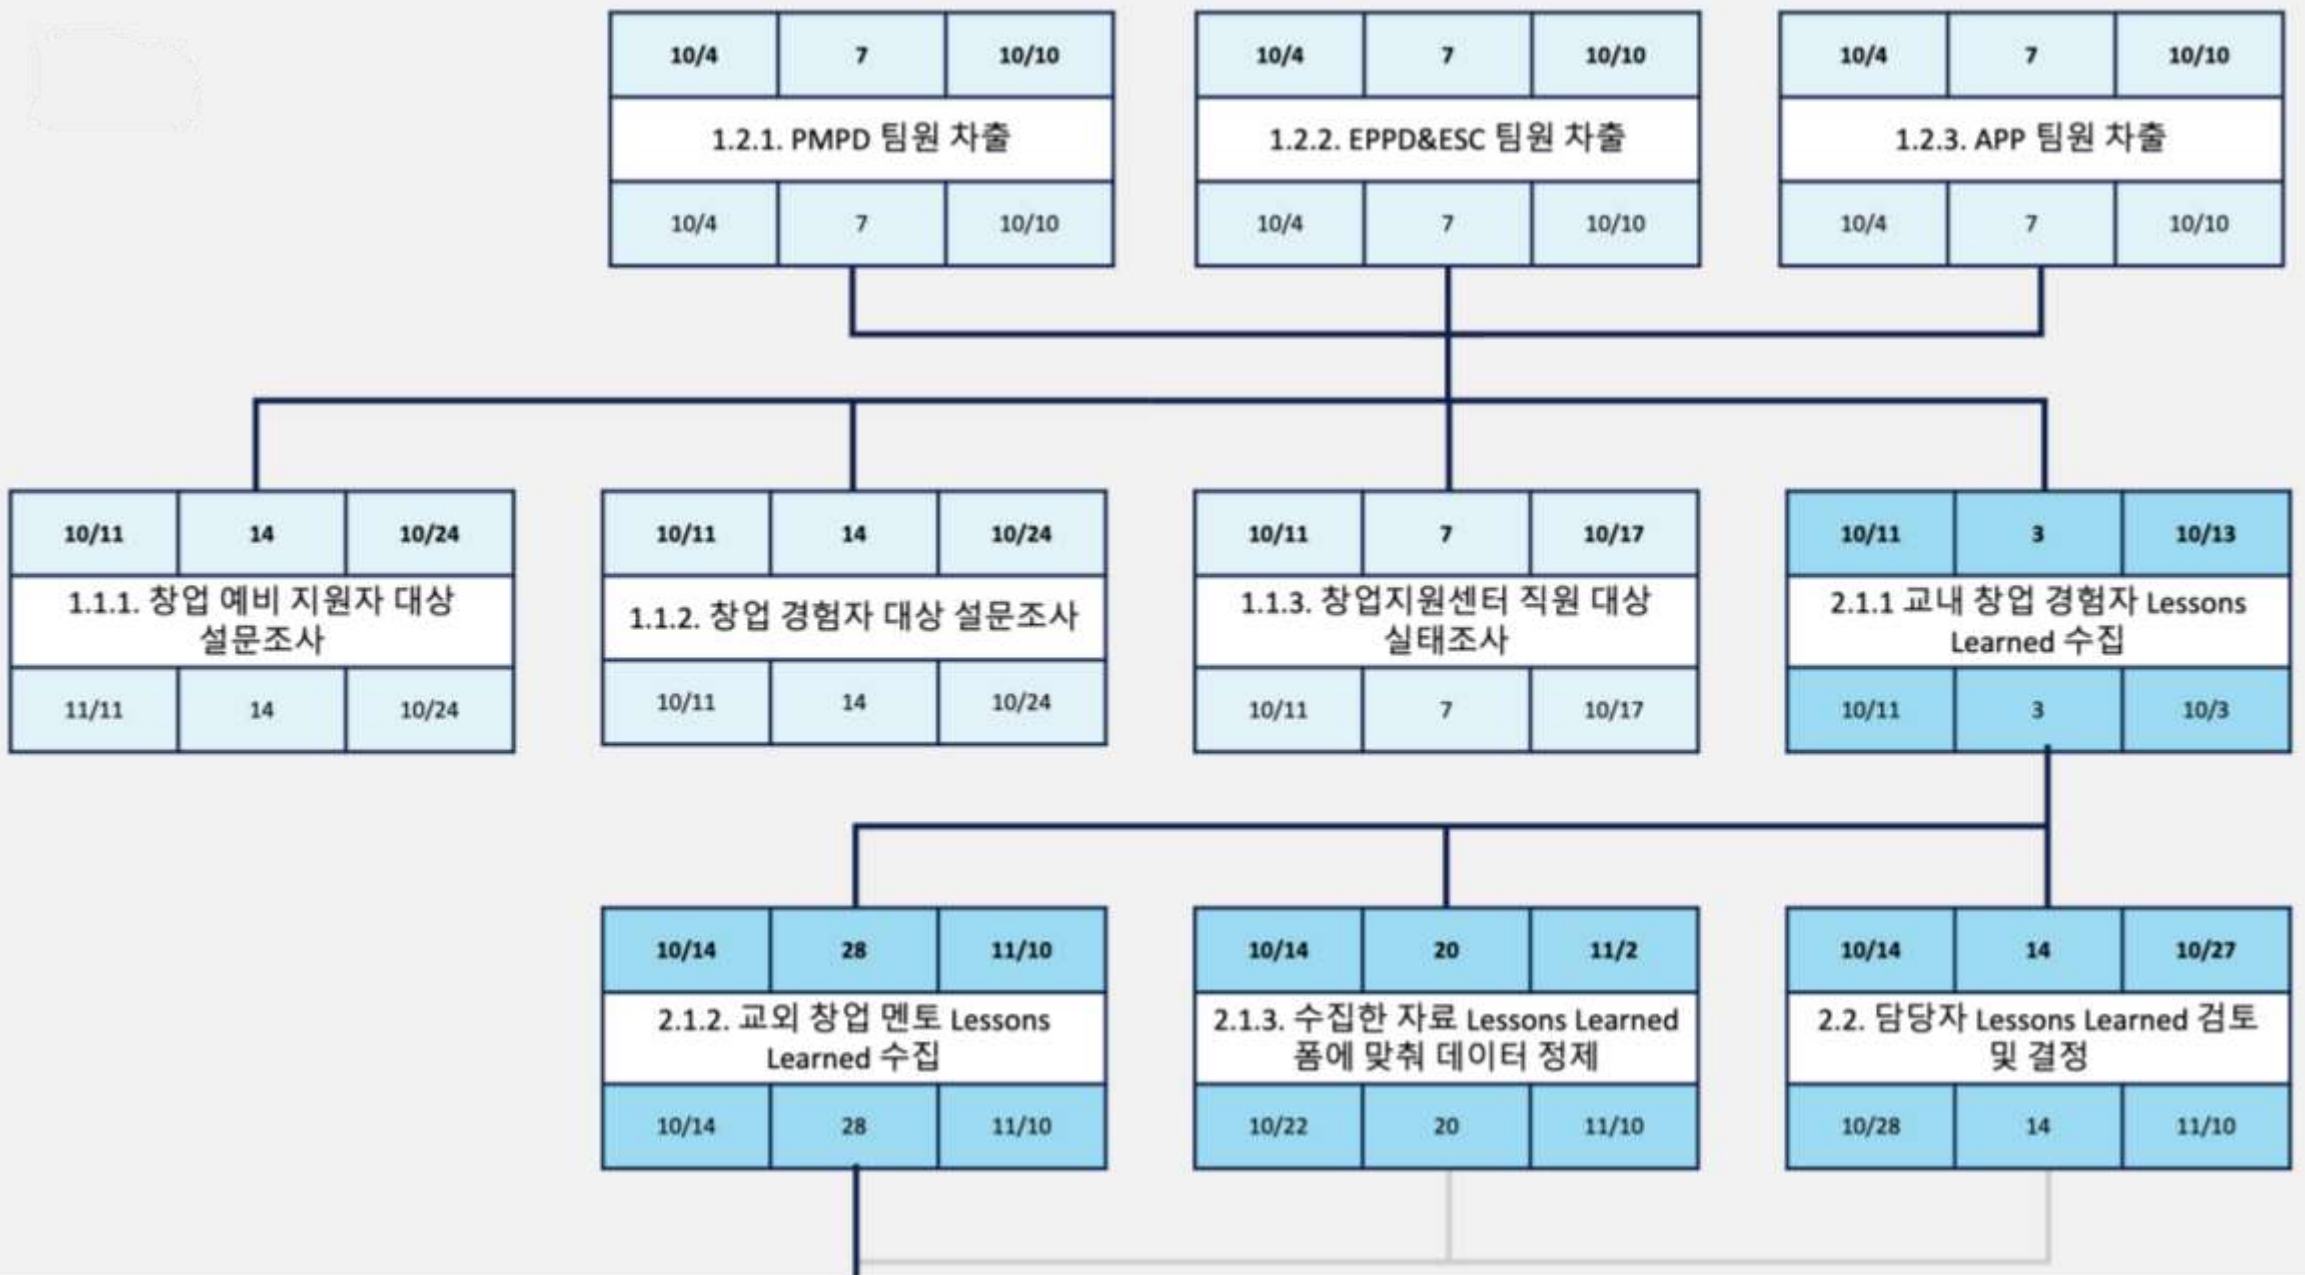 10/4 7 10/10
1.2.1. PMPD 팀원 차출
10/4 7 10/10
10/4 7 10/10
1.2.2. EPPD&ESC 팀원 차출
10/4 7 10/10
10/4 7 10/10
1.2.3. APP 팀원 차출
10/4 7 10/10
10/11 14 10/24
1.1.1. 창업 예비 지원자 대상
설문조사
11/11 14 10/24
10/11 14 10/24
1.1.2. 창업 경험자 대상 설문조사
10/11 14 10/24
10/11 7 10/17
1.1.3. 창업지원센터 직원 대상
실태조사
10/11 7 10/17
10/11 3 10/13
2.1.1 교내 창업 경험자 Lessons
Learned 수집
10/11 3 10/3
10/14 28 11/10
2.1.2. 교외 창업 멘토 Lessons
Learned 수집
10/14 28 11/10
10/14 20 11/2
2.1.3. 수집한 자료 Lessons Learned
폼에 맞춰 데이터 정제
10/22 20 11/10
10/14 14 10/27
2.2. 담당자 Lessons Learned 검토
및 결정
10/28 14 11/10